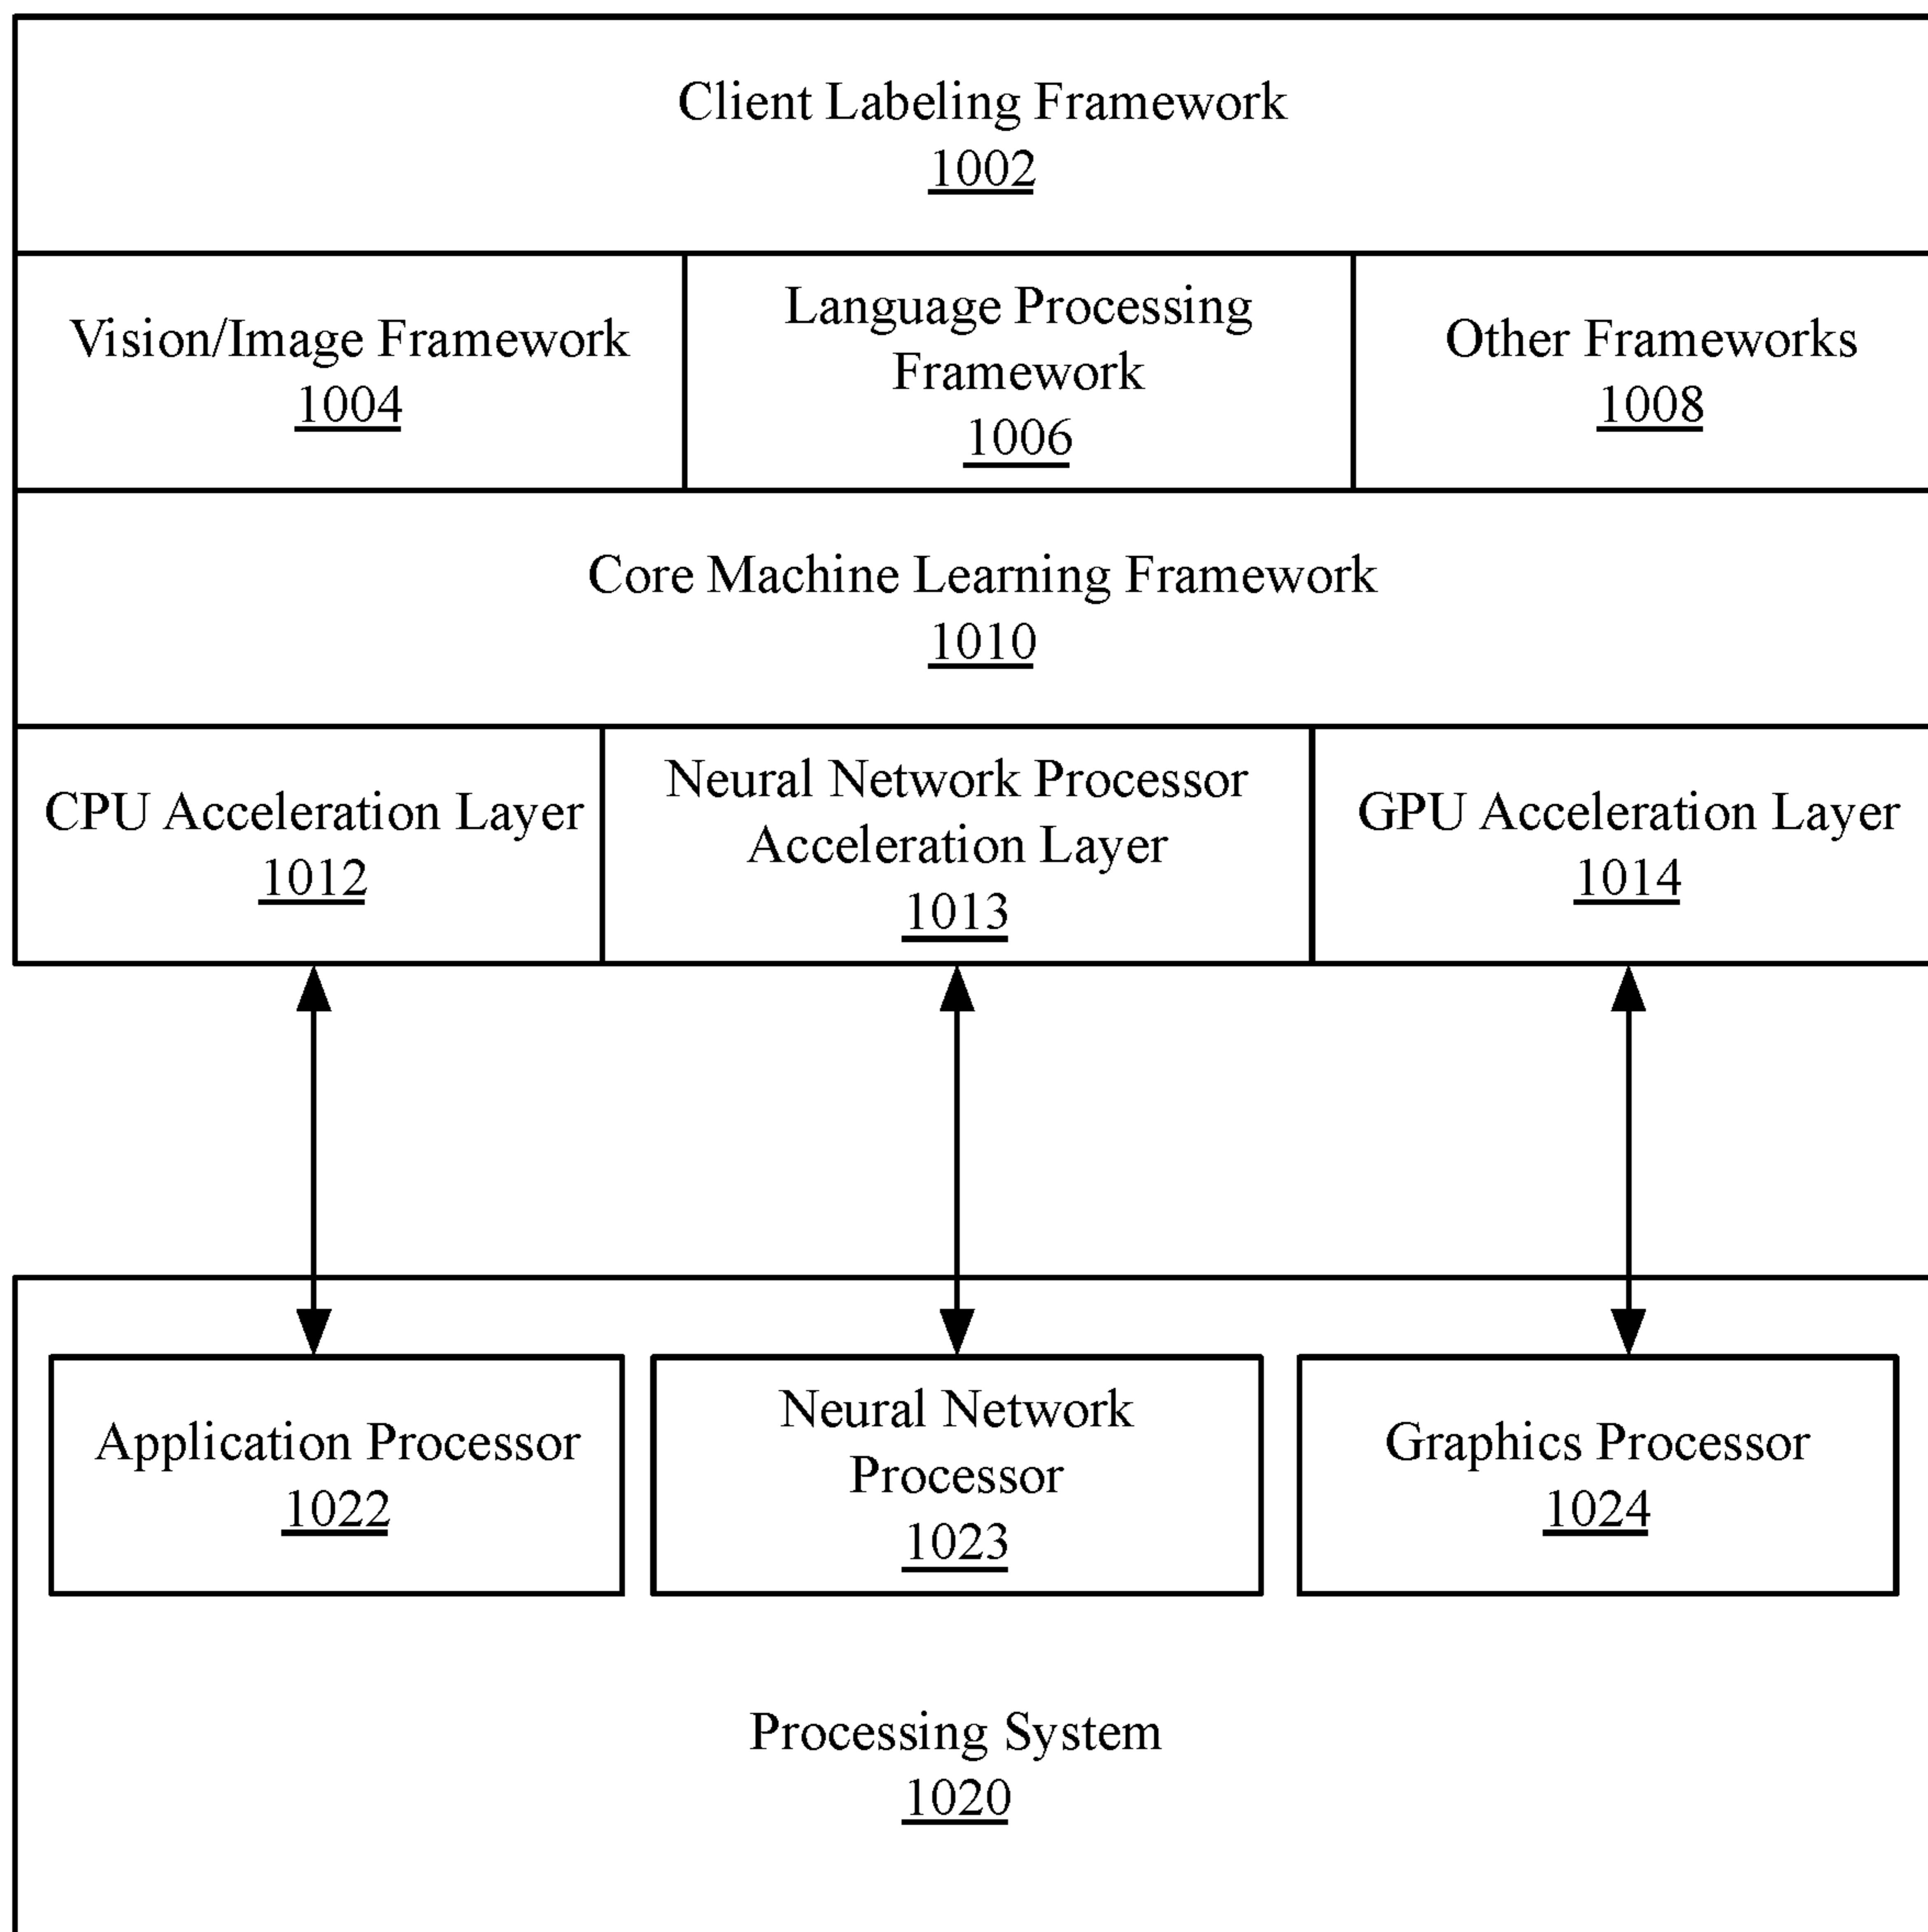 Client Labeling Framework
1002
Vision/Image Framework
1004
Language Processing
Framework
1006
Other Frameworks
1008
Core Machine Learning Framework
1010
CPU Acceleration Layer
1012
Neural Network Processor
Acceleration Layer
1013
GPU Acceleration Layer
1014
Application Processor
1022
Neural Network
Processor
1023
Graphics Processor
1024
Processing System
1020